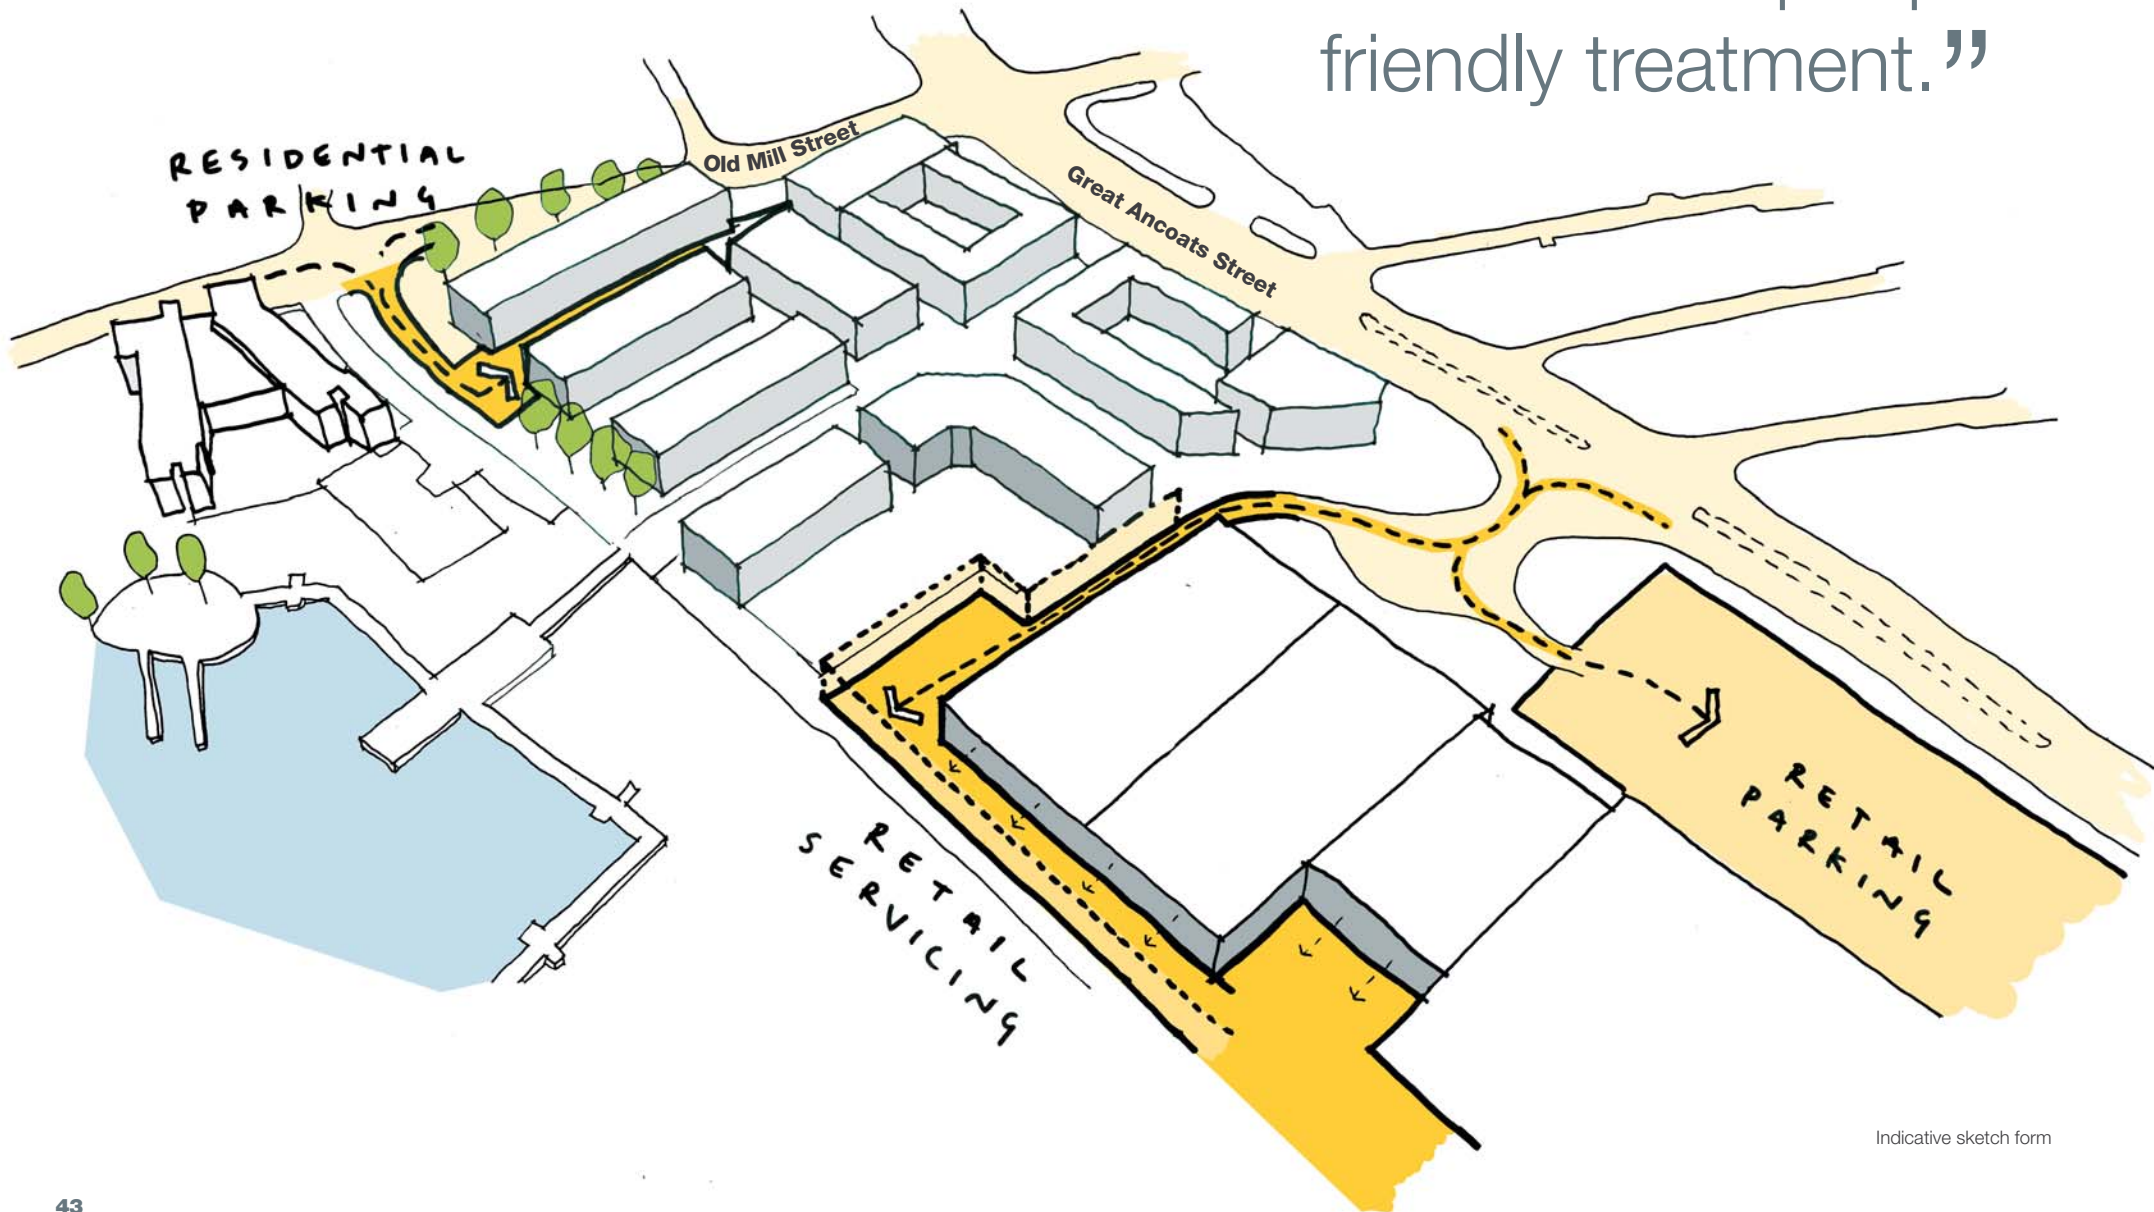 friendly treatment.”
RESIDENTIAL
PARKING
Old Mill Street
Great Ancoats Street
RETAIL
SERVICING
RETAIL
PARKING
Indicative sketch form
43